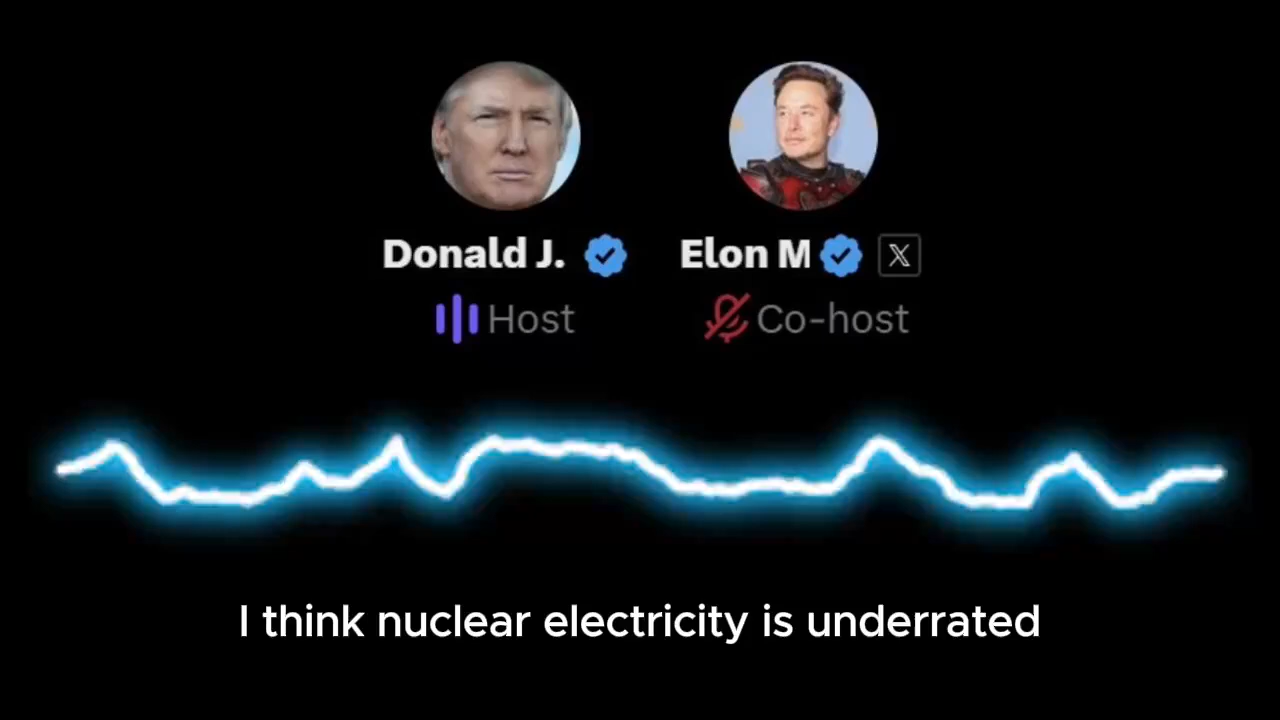 Donald J. Elon M X
Host Co-host
I think nuclear electricity is underrated